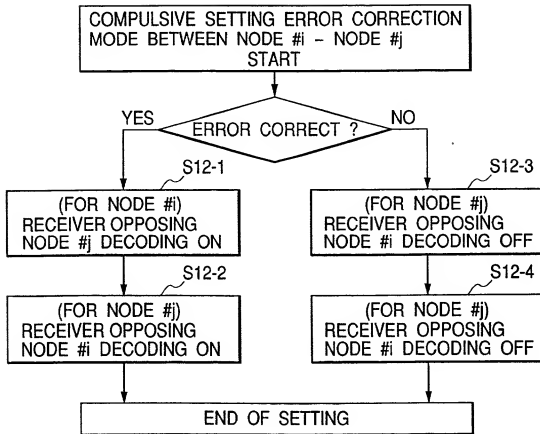 COMPULSIVE SETTING ERROR CORRECTION
MODE BETWEEN NODE #i – NODE #j
START
YES
ERROR CORRECT ?
NO
S12-1
(FOR NODE #i)
RECEIVER OPPOSING
NODE #j DECODING ON
S12-3
(FOR NODE #j)
RECEIVER OPPOSING
NODE #i DECODING OFF
S12-2
(FOR NODE #j)
RECEIVER OPPOSING
NODE #i DECODING ON
S12-4
(FOR NODE #j)
RECEIVER OPPOSING
NODE #i DECODING OFF
END OF SETTING